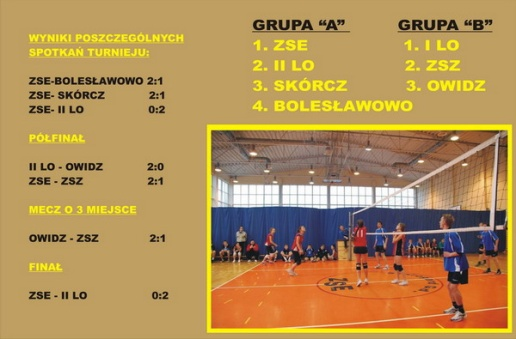 WYNIKI POSZCZEGÓLNYCH
SPOTKAŃ TURNIEJU:
ZSE-BOLESŁAWOWO 2:1
ZSE- SKÓRCZ 2:1
ZSE- II LO 0:2
PÓŁFINAŁ
II LO - OWIDZ 2:0
ZSE - ZSZ 2:1
MECZ O 3 MIEJSCE
OWIDZ - ZSZ 2:1
FINAŁ
ZSE - II LO 0:2
GRUPA “A”
1. ZSE
2. II LO
3. SKÓRCZ
4. BOLESŁAWOWO
GRUPA “B”
1. I LO
2. ZSZ
3. OWIDZ
ZSE